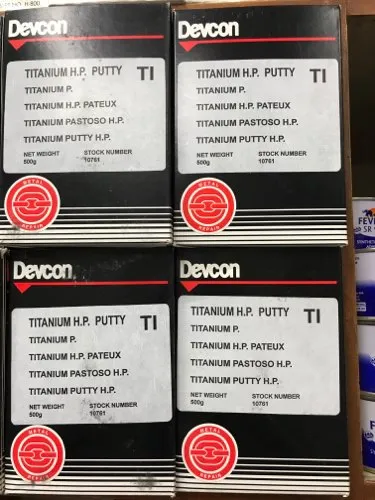 H-800
Devcon
TITANIUM H.P. PUTTY TI
TITANIUM P.
TITANIUM H.P. PATEUX
TITANIUM PASTOSO H.P.
TITANIUM PUTTY H.P.
NET WEIGHT STOCK NUMBER
500g 10761
METAL
REPAIR
Devcon
TITANIUM H.P. PUTTY TI
TITANIUM P.
TITANIUM H.P. PATEUX
TITANIUM PASTOSO H.P.
TITANIUM PUTTY H.P.
NET WEIGHT STOCK NUMBER
500g 10761
METAL
REPAIR
FEVI
SR
Devcon
TITANIUM H.P. PUTTY TI
TITANIUM P.
TITANIUM H.P. PATEUX
TITANIUM PASTOSO H.P.
TITANIUM PUTTY H.P.
NET WEIGHT STOCK NUMBER
500g 10761
METAL
REPAIR
Devcon
TITANIUM H.P. PUTTY TI
TITANIUM P.
TITANIUM H.P. PATEUX
TITANIUM PASTOSO H.P.
TITANIUM PUTTY H.P.
NET WEIGHT STOCK NUMBER
500g 10761
METAL
REPAIR